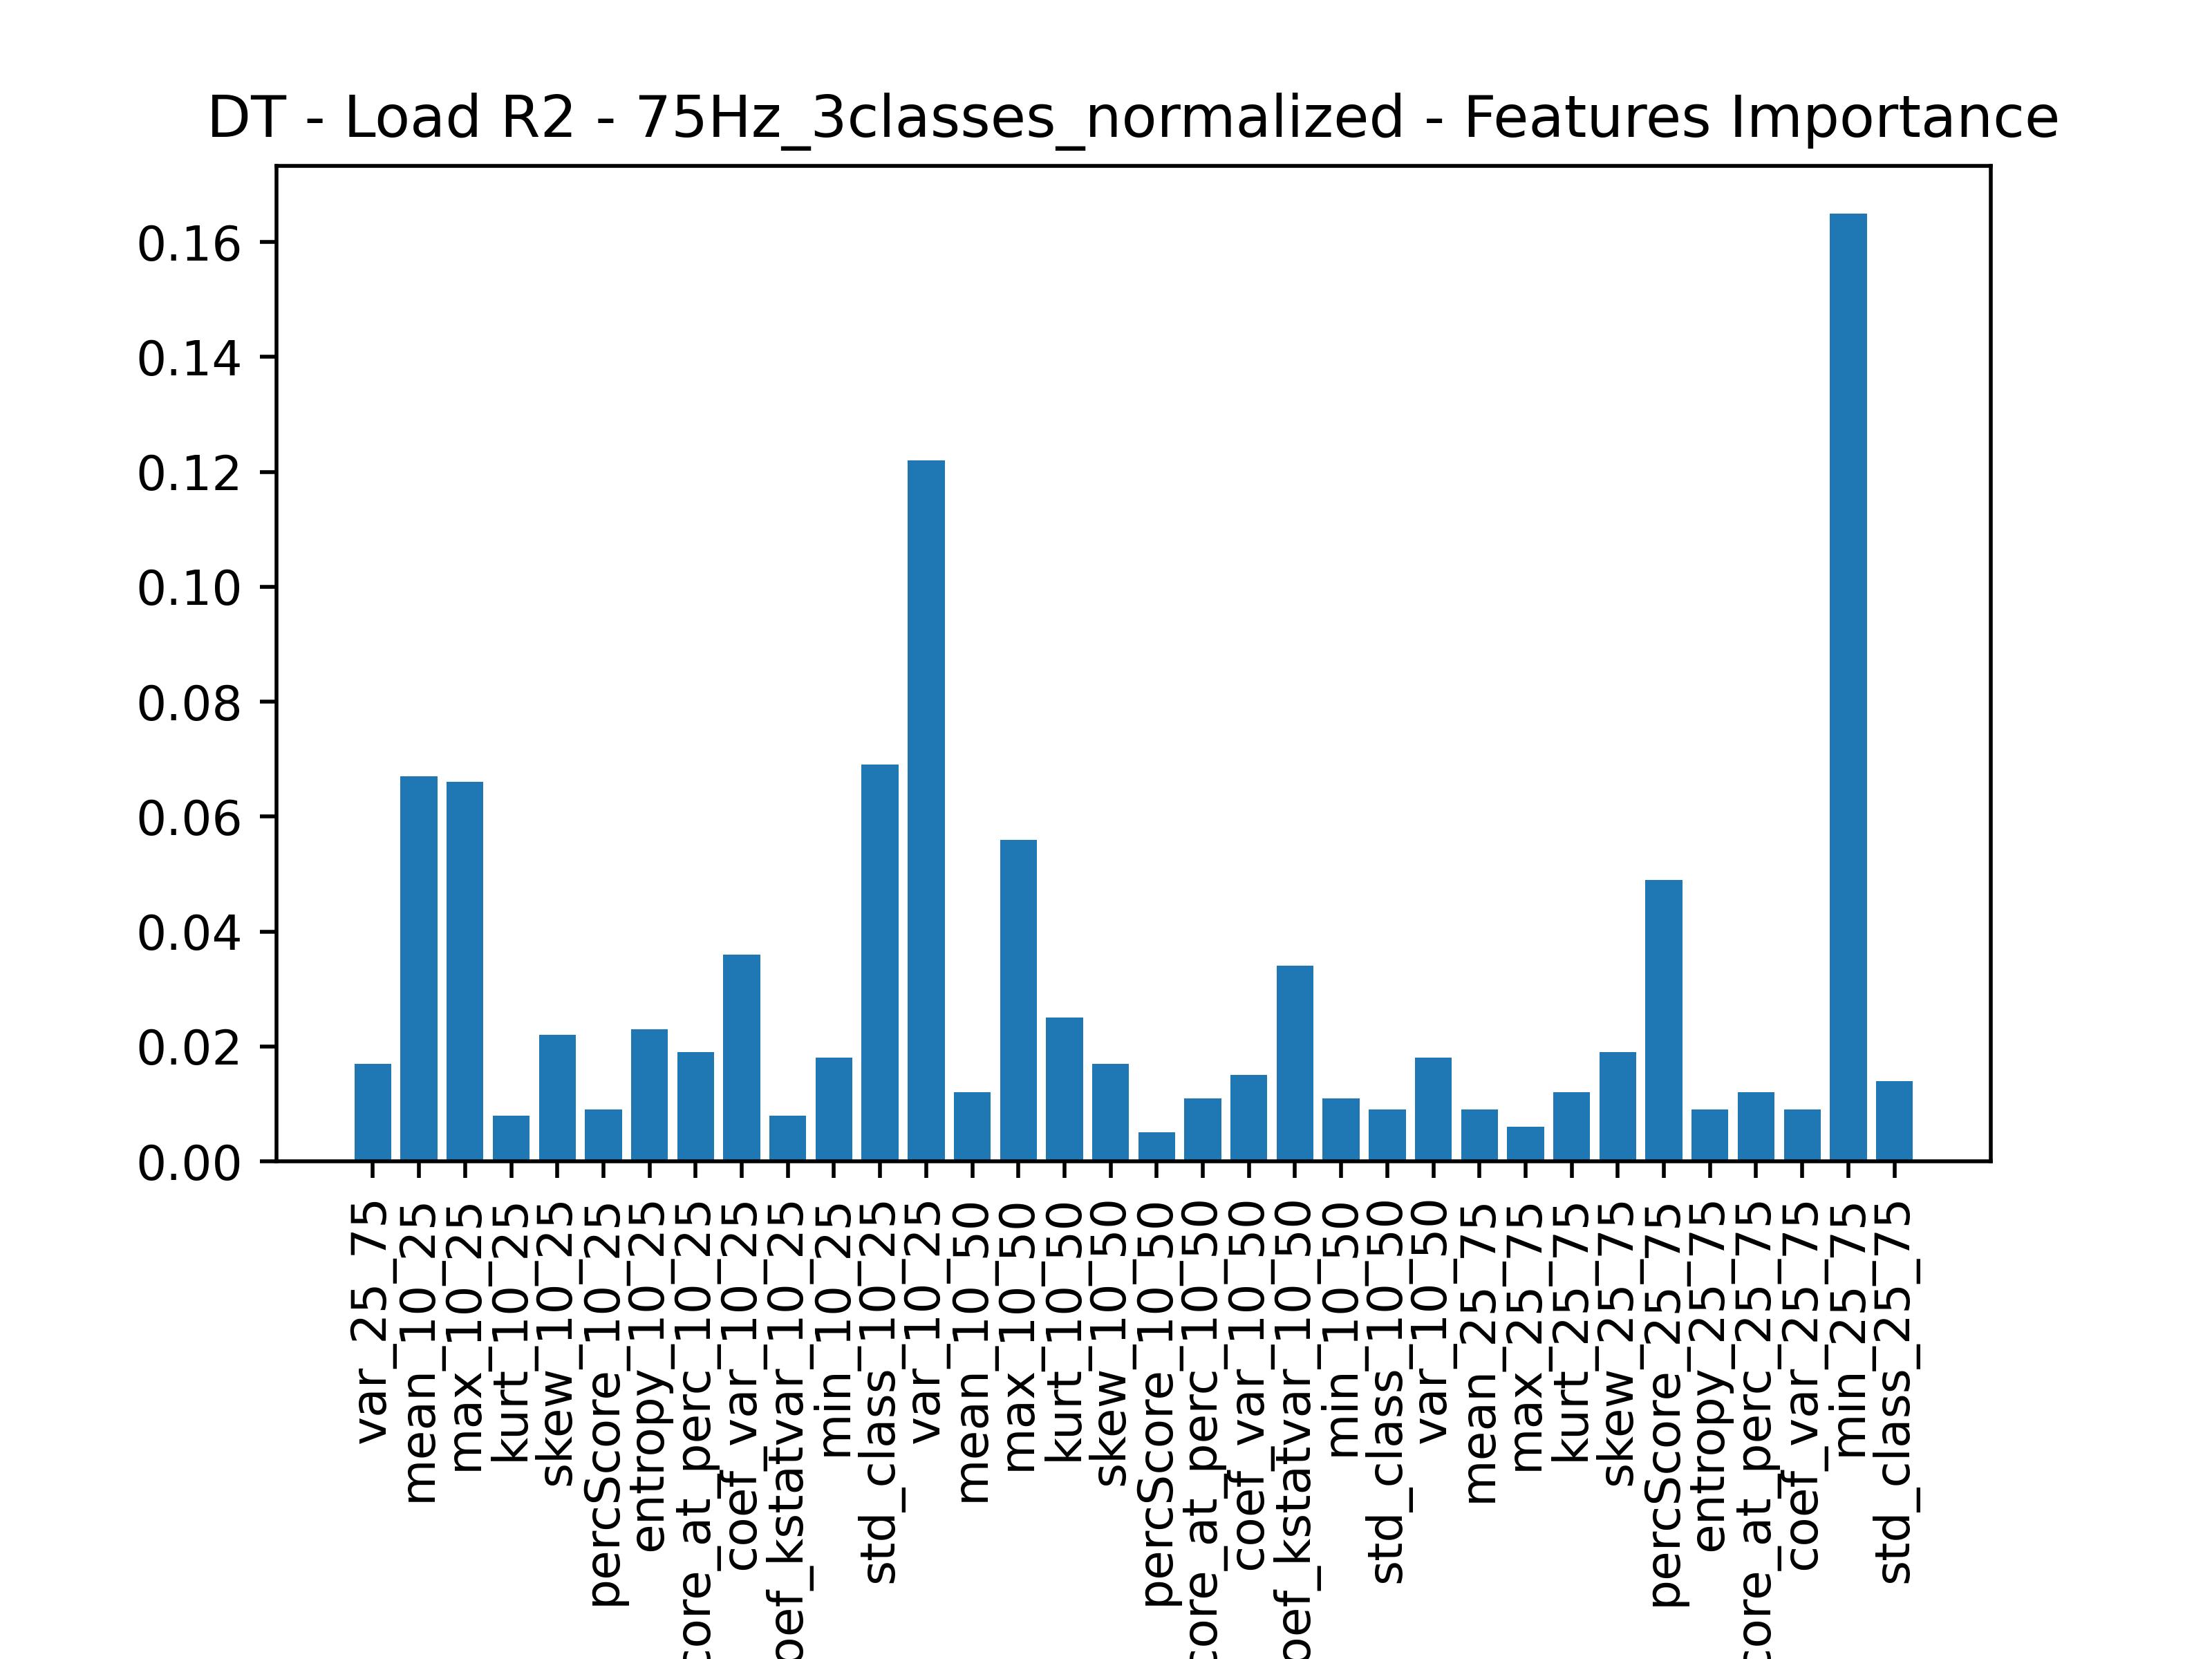 DT - Load R2 - 75Hz_3classes_normalized - Features Importance
0.16
0.14
0.12
0.10
0.08
0.06
0.04
0.02
0.00
var_25_75
mean_10_25
max_10_25
kurt_10_25
skew_10_25
percScore_10_25
entropy_10_25
core_at_perc_10_25
coef_var_10_25
oef_kstatvar_10_25
min_10_25
std_class_10_25
var_10_25
mean_10_50
max_10_50
kurt_10_50
skew_10_50
percScore_10_50
core_at_perc_10_50
coef_var_10_50
oef_kstatvar_10_50
min_10_50
std_class_10_50
var_10_50
mean_25_75
max_25_75
kurt_25_75
skew_25_75
percScore_25_75
entropy_25_75
core_at_perc_25_75
coef_var_25_75
min_25_75
std_class_25_75